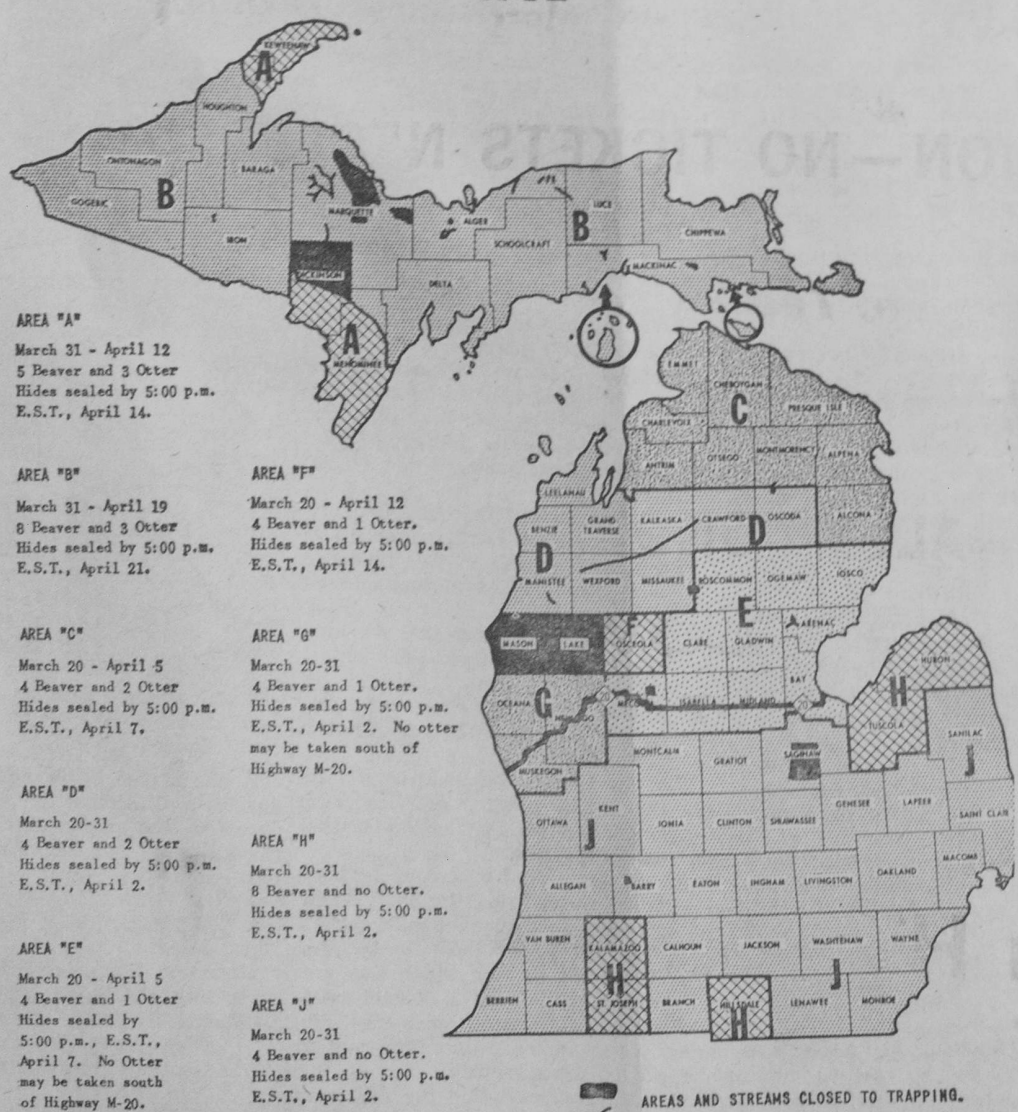 KEWEENAW
A
HOUGHTON
ONTONAGON
BARAGA
B
GOGEBIC
IRON
MARQUETTE
DICKINSON
ALGER
LUCE
B
SCHOOLCRAFT
CHIPPEWA
MACKINAC
DELTA
A
MENOMINEE
AREA "A"
March 31 - April 12
5 Beaver and 3 Otter
Hides sealed by 5:00 p.m.
E.S.T., April 14.
AREA "B"
March 31 - April 19
8 Beaver and 3 Otter
Hides sealed by 5:00 p.m.
E.S.T., April 21.
AREA "C"
March 20 - April 5
4 Beaver and 2 Otter
Hides sealed by 5:00 p.m.
E.S.T., April 7.
AREA "D"
March 20-31
4 Beaver and 2 Otter
Hides sealed by 5:00 p.m.
E.S.T., April 2.
AREA "E"
March 20 - April 5
4 Beaver and 1 Otter
Hides sealed by
5:00 p.m., E.S.T.,
April 7. No Otter
may be taken south
of Highway M-20.
AREA "F"
March 20 - April 12
4 Beaver and 1 Otter.
Hides sealed by 5:00 p.m.
E.S.T., April 14.
AREA "G"
March 20-31
4 Beaver and 1 Otter.
Hides sealed by 5:00 p.m.
E.S.T., April 2. No otter
may be taken south of
Highway M-20.
AREA "H"
March 20-31
8 Beaver and no Otter.
Hides sealed by 5:00 p.m.
E.S.T., April 2.
AREA "J"
March 20-31
4 Beaver and no Otter.
Hides sealed by 5:00 p.m.
E.S.T., April 2.
EMMET
CHEBOYGAN
C
PRESQUE ISLE
CHARLEVOIX
ANTRIM
OTSEGO
MONTMORENCY
ALPENA
LEELANAU
BENZIE
GRAND TRAVERSE
KALKASKA
CRAWFORD
OSCODA
ALCONA
D
D
MANISTEE
WEXFORD
MISSAUKEE
ROSCOMMON
OGEMAW
IOSCO
E
MASON
LAKE
F
OSCEOLA
CLARE
GLADWIN
ARENAC
BAY
HURON
H
OCEANA
G
ISABELLA
MIDLAND
20
TUSCOLA
SANILAC
J
MUSKEGON
MONTCALM
GRATIOT
SAGINAW
KENT
J
OTTAWA
IONIA
CLINTON
SHIAWASSEE
GENESEE
LAPEER
SAINT CLAIR
ALLEGAN
BARRY
EATON
INGHAM
LIVINGSTON
OAKLAND
MACOMB
VAN BUREN
KALAMAZOO
CALHOUN
JACKSON
WASHTENAW
WAYNE
H
J
BERRIEN
CASS
ST. JOSEPH
BRANCH
HILLSDALE
H
LENAWEE
MONROE
AREAS AND STREAMS CLOSED TO TRAPPING.